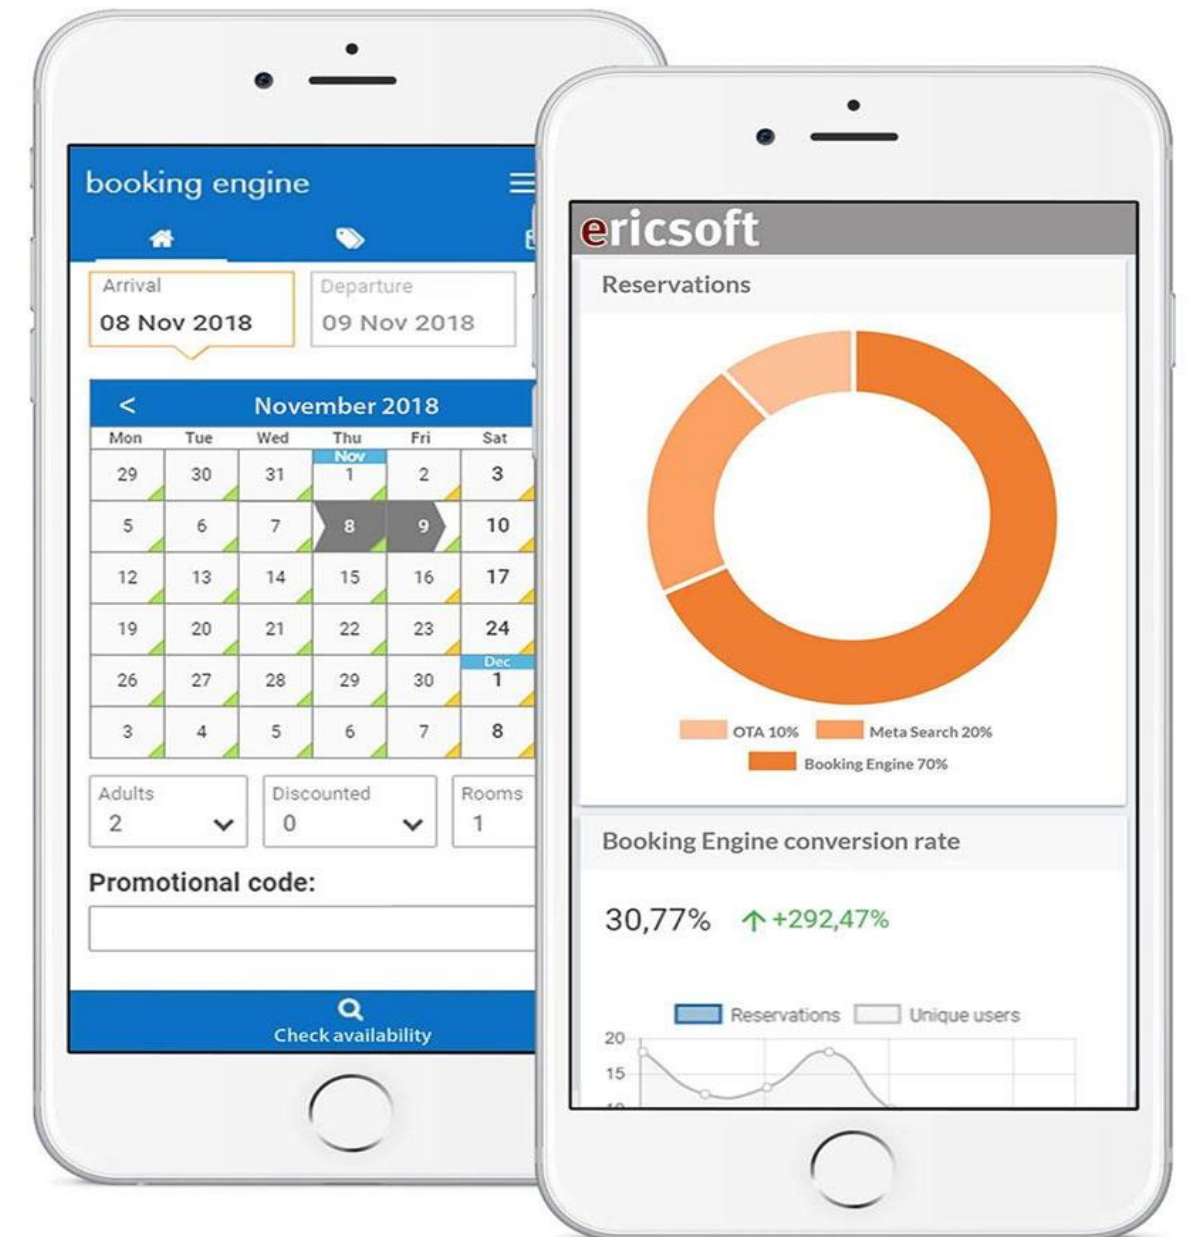 booking engine
Arrival
08 Nov 2018
Departure
09 Nov 2018
< November 2018
Mon Tue Wed Thu Fri Sat
Nov
29 30 31 1 2 3
5 6 7 8 9 10
12 13 14 15 16 17
19 20 21 22 23 24
Dec
26 27 28 29 30 1
3 4 5 6 7 8
Adults
2
Discounted
0
Rooms
1
Promotional code:
Check availability
ericsoft
Reservations
OTA 10% Meta Search 20%
Booking Engine 70%
Booking Engine conversion rate
30,77% +292,47%
Reservations Unique users
20
15